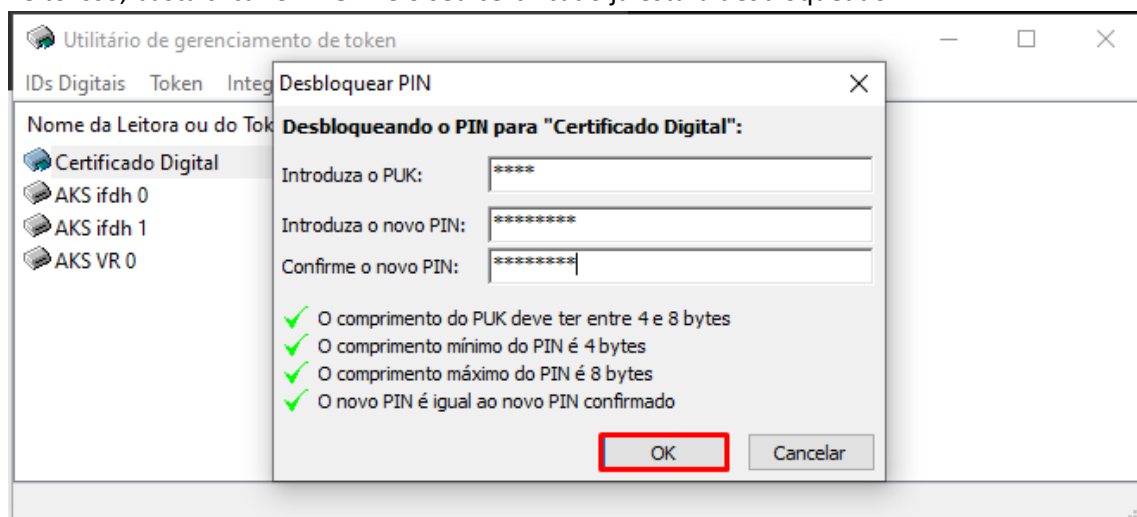 Utilitário de gerenciamento de token
IDs Digitais Token Integ
Nome da Leitora ou do Tok
Certificado Digital
AKS ifdh 0
AKS ifdh 1
AKS VR 0
Desbloquear PIN
Desbloqueando o PIN para "Certificado Digital":
Introduza o PUK: ****
Introduza o novo PIN: ********
Confirme o novo PIN: ********
O comprimento do PUK deve ter entre 4 e 8 bytes
O comprimento mínimo do PIN é 4 bytes
O comprimento máximo do PIN é 8 bytes
O novo PIN é igual ao novo PIN confirmado
OK Cancelar